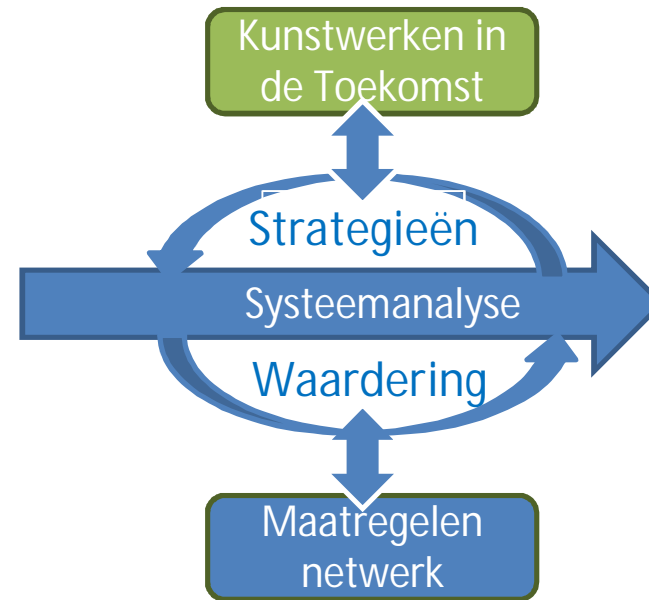 Kunstwerken in
de Toekomst
Strategieën
Systeemanalyse
Waardering
Maatregelen
netwerk